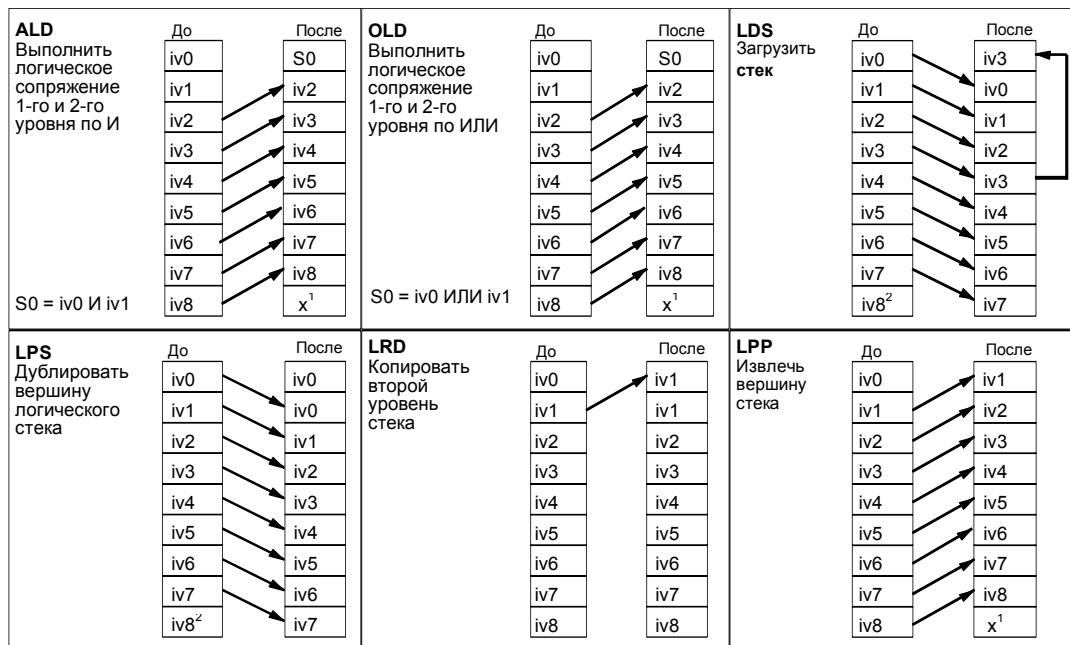 ALD
Выполнить
логическое
сопряжение
1-го и 2-го
уровня по И
S0 = iv0 И iv1
До
iv0
iv1
iv2
iv3
iv4
iv5
iv6
iv7
iv8
После
S0
iv2
iv3
iv4
iv5
iv6
iv7
iv8
x¹
OLD
Выполнить
логическое
сопряжение
1-го и 2-го
уровня по ИЛИ
S0 = iv0 ИЛИ iv1
До
iv0
iv1
iv2
iv3
iv4
iv5
iv6
iv7
iv8
После
S0
iv2
iv3
iv4
iv5
iv6
iv7
iv8
x¹
LDS
Загрузить
стек
До
iv0
iv1
iv2
iv3
iv4
iv5
iv6
iv7
iv8²
После
iv3
iv0
iv1
iv2
iv3
iv4
iv5
iv6
iv7
LPS
Дублировать
вершину
логического
стека
До
iv0
iv1
iv2
iv3
iv4
iv5
iv6
iv7
iv8²
После
iv0
iv0
iv1
iv2
iv3
iv4
iv5
iv6
iv7
LRD
Копировать
второй
уровень
стека
До
iv0
iv1
iv2
iv3
iv4
iv5
iv6
iv7
iv8
После
iv1
iv1
iv2
iv3
iv4
iv5
iv6
iv7
iv8
LPP
Извлечь
вершину
стека
До
iv0
iv1
iv2
iv3
iv4
iv5
iv6
iv7
iv8
После
iv1
iv2
iv3
iv4
iv5
iv6
iv7
iv8
x¹